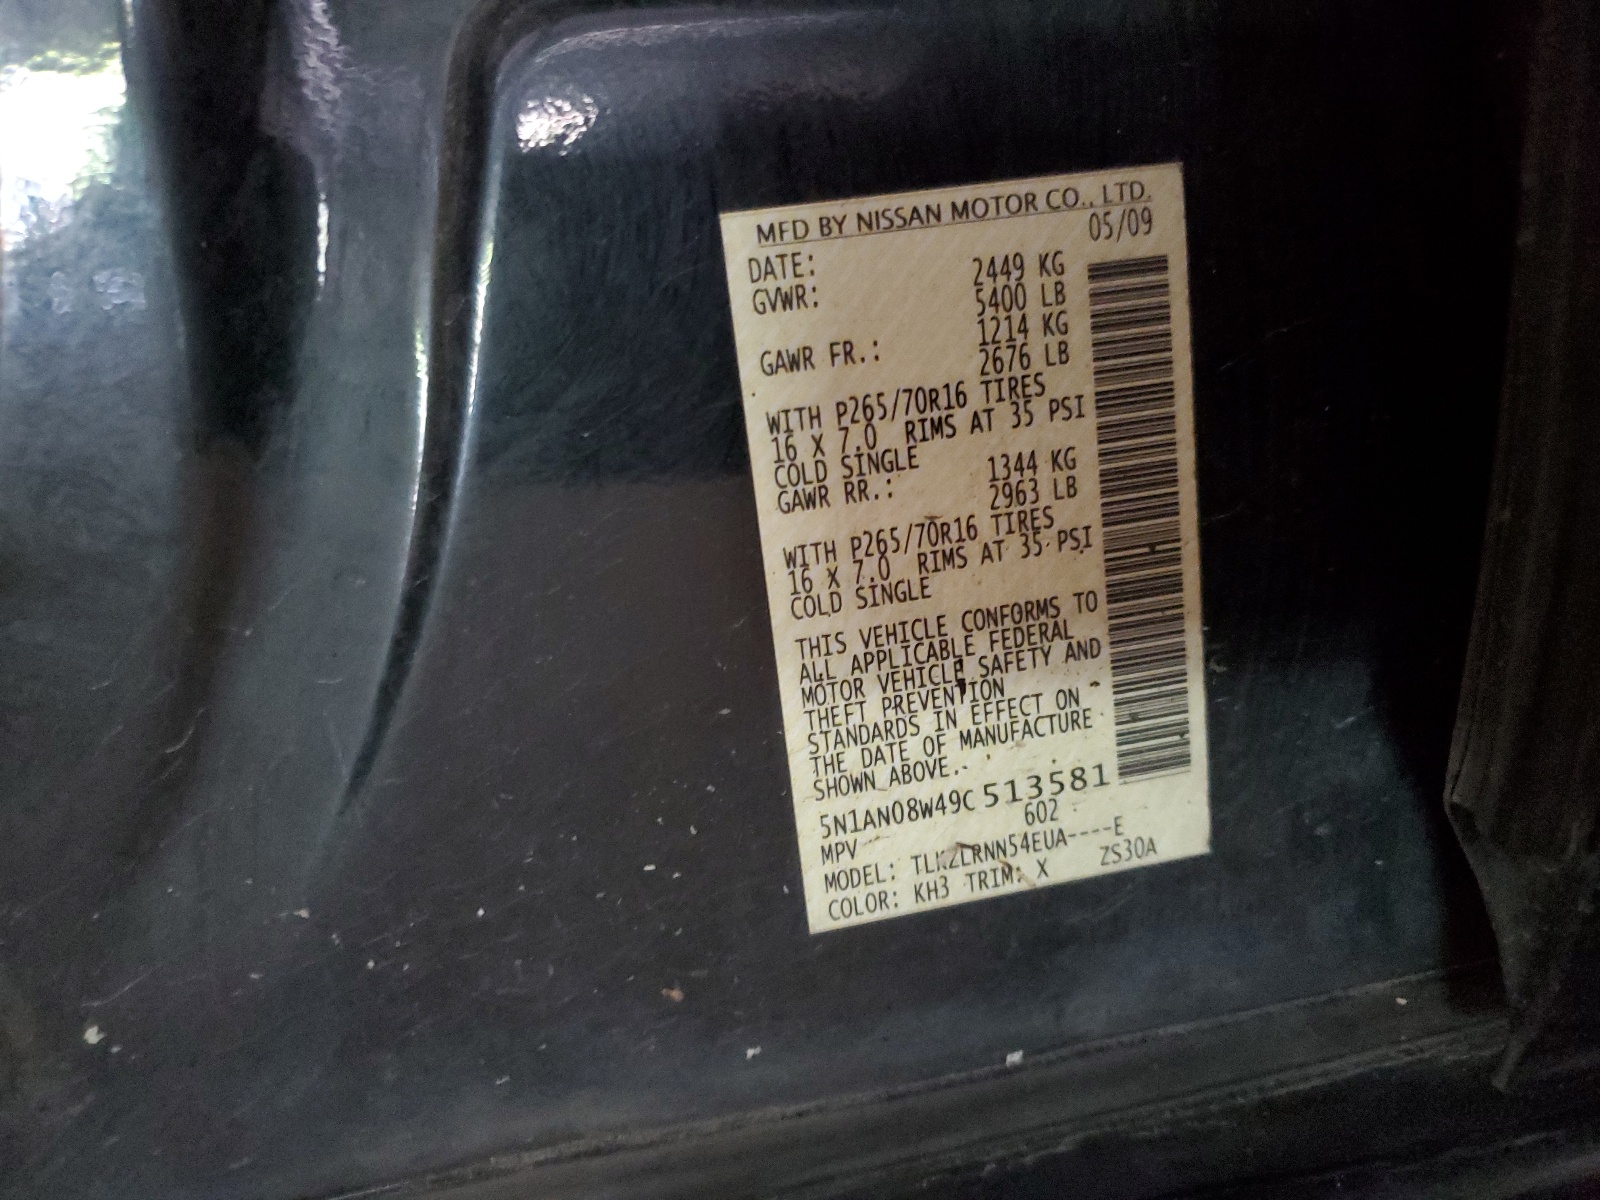 MFD BY NISSAN MOTOR CO., LTD.
DATE: 05/09
GVWR: 2449 KG
5400 LB
GAWR FR.: 1214 KG
2676 LB
WITH P265/70R16 TIRES
16 X 7.0 RIMS AT 35 PSI
COLD SINGLE
GAWR RR.: 1344 KG
2963 LB
WITH P265/70R16 TIRES
16 X 7.0 RIMS AT 35 PSI
COLD SINGLE
THIS VEHICLE CONFORMS TO
ALL APPLICABLE FEDERAL
MOTOR VEHICLE SAFETY AND
THEFT PREVENTION
STANDARDS IN EFFECT ON
THE DATE OF MANUFACTURE
SHOWN ABOVE.
5N1AN08W49C513581
MPV 602
MODEL: E
COLOR: KH3 TRIM: X ZS30A